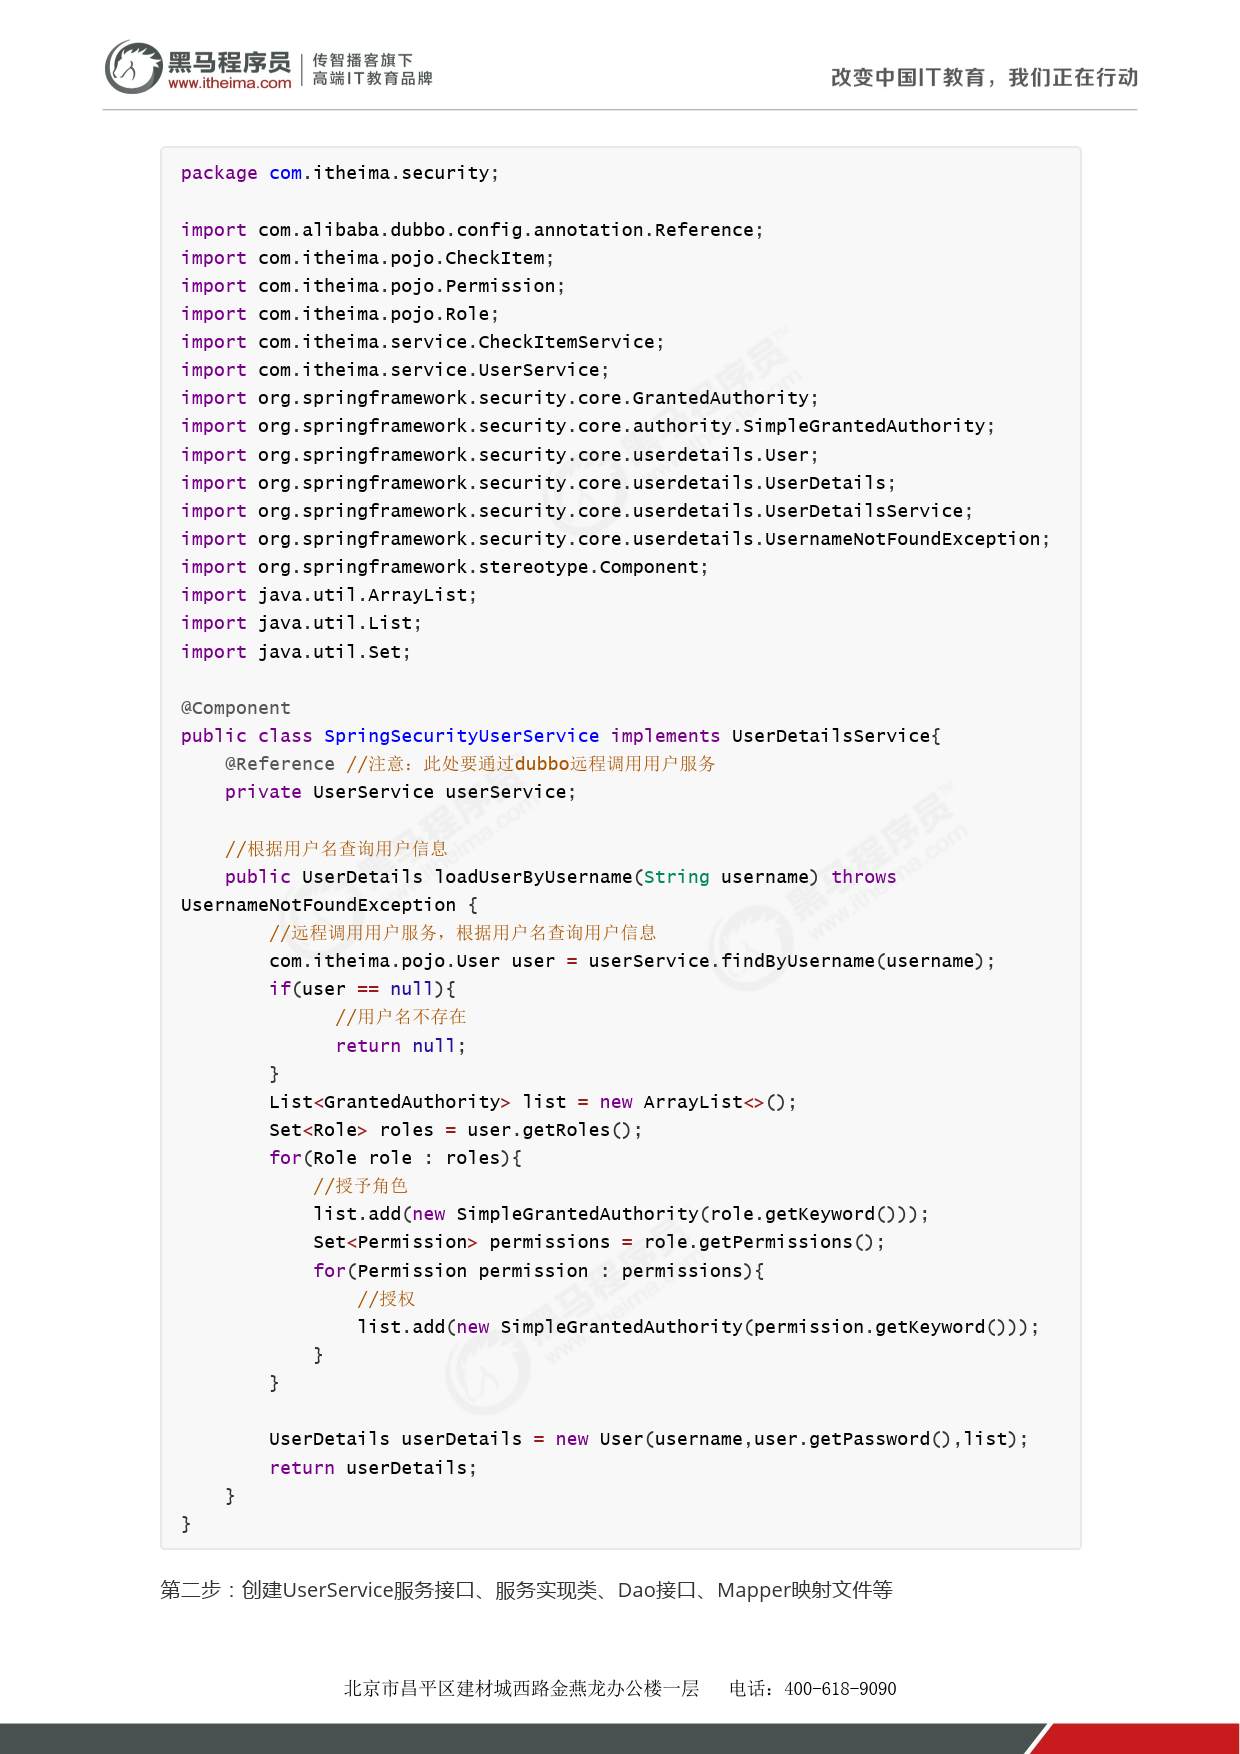 黑马程序员
www.itheima.com
传智播客旗下
高端IT教育品牌
改变中国IT教育，我们正在行动
package com.itheima.security;
import com.alibaba.dubbo.config.annotation.Reference;
import com.itheima.pojo.CheckItem;
import com.itheima.pojo.Permission;
import com.itheima.pojo.Role;
import com.itheima.service.CheckItemService;
import com.itheima.service.UserService;
import org.springframework.security.core.GrantedAuthority;
import org.springframework.security.core.authority.SimpleGrantedAuthority;
import org.springframework.security.core.userdetails.User;
import org.springframework.security.core.userdetails.UserDetails;
import org.springframework.security.core.userdetails.UserDetailsService;
import org.springframework.security.core.userdetails.UsernameNotFoundException;
import org.springframework.stereotype.Component;
import java.util.ArrayList;
import java.util.List;
import java.util.Set;
@Component
public class SpringSecurityUserService implements UserDetailsService{
    @Reference //注意：此处要通过dubbo远程调用用户服务
    private UserService userService;
    //根据用户名查询用户信息
    public UserDetails loadUserByUsername(String username) throws
UsernameNotFoundException {
        //远程调用用户服务，根据用户名查询用户信息
        com.itheima.pojo.User user = userService.findByUsername(username);
        if(user == null){
              //用户名不存在
              return null;
        }
        List<GrantedAuthority> list = new ArrayList<>();
        Set<Role> roles = user.getRoles();
        for(Role role : roles){
            //授予角色
            list.add(new SimpleGrantedAuthority(role.getKeyword()));
            Set<Permission> permissions = role.getPermissions();
            for(Permission permission : permissions){
                //授权
                list.add(new SimpleGrantedAuthority(permission.getKeyword()));
            }
        }
        UserDetails userDetails = new User(username,user.getPassword(),list);
        return userDetails;
    }
}
第二步：创建UserService服务接口、服务实现类、Dao接口、Mapper映射文件等
北京市昌平区建材城西路金燕龙办公楼一层 电话：400-618-9090